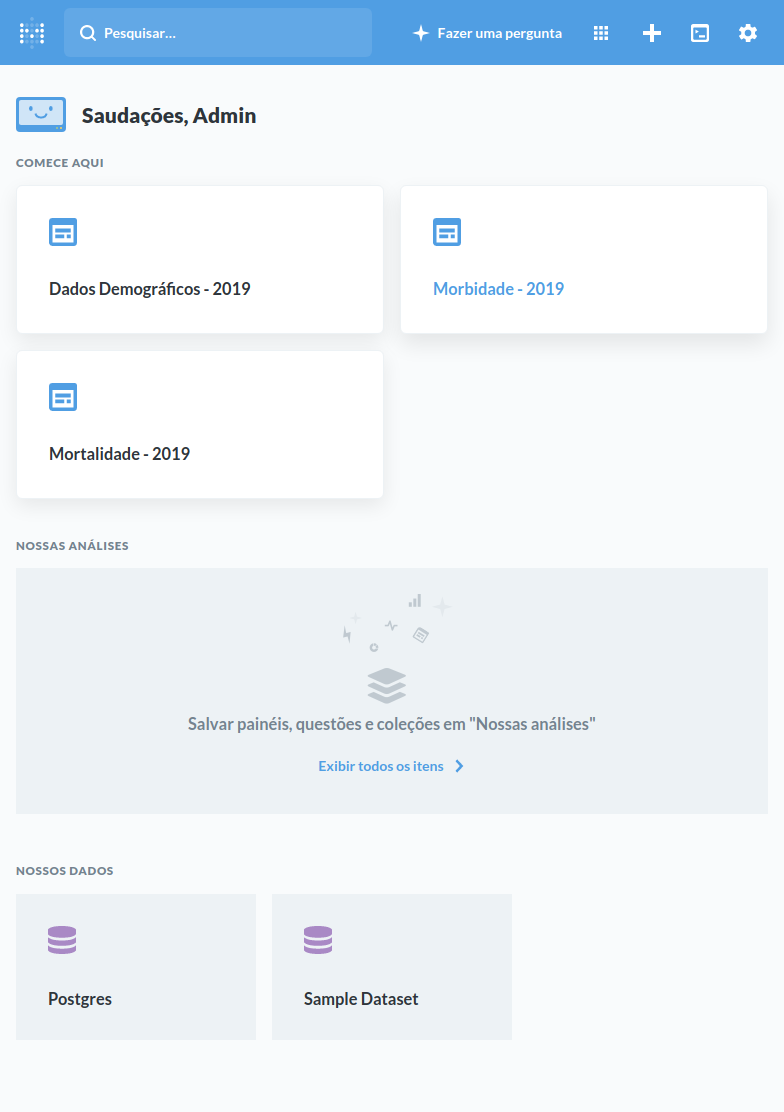 Pesquisar...
Fazer uma pergunta
Saudações, Admin
COMECE AQUI
Dados Demográficos - 2019
Morbidade - 2019
Mortalidade - 2019
NOSSAS ANÁLISES
Salvar painéis, questões e coleções em "Nossas análises"
Exibir todos os itens
NOSSOS DADOS
Postgres
Sample Dataset